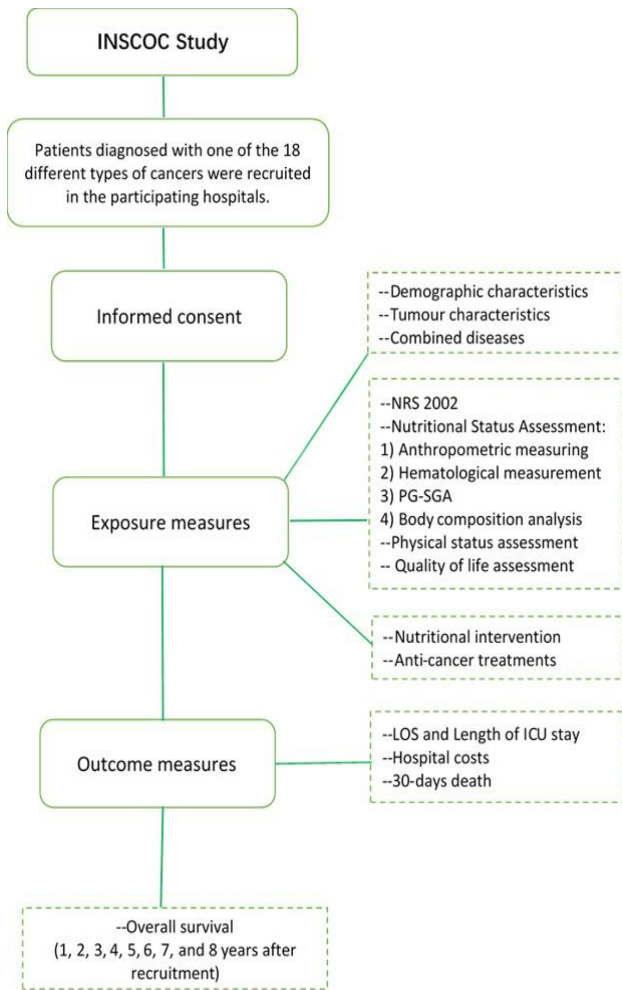 INSCOC Study
Patients diagnosed with one of the 18
different types of cancers were recruited
in the participating hospitals.
Informed consent
--Demographic characteristics
--Tumour characteristics
--Combined diseases
--NRS 2002
--Nutritional Status Assessment:
1) Anthropometric measuring
2) Hematological measurement
3) PG-SGA
4) Body composition analysis
--Physical status assessment
-- Quality of life assessment
Exposure measures
--Nutritional intervention
--Anti-cancer treatments
Outcome measures
--LOS and Length of ICU stay
--Hospital costs
--30-days death
--Overall survival
(1, 2, 3, 4, 5, 6, 7, and 8 years after
recruitment)